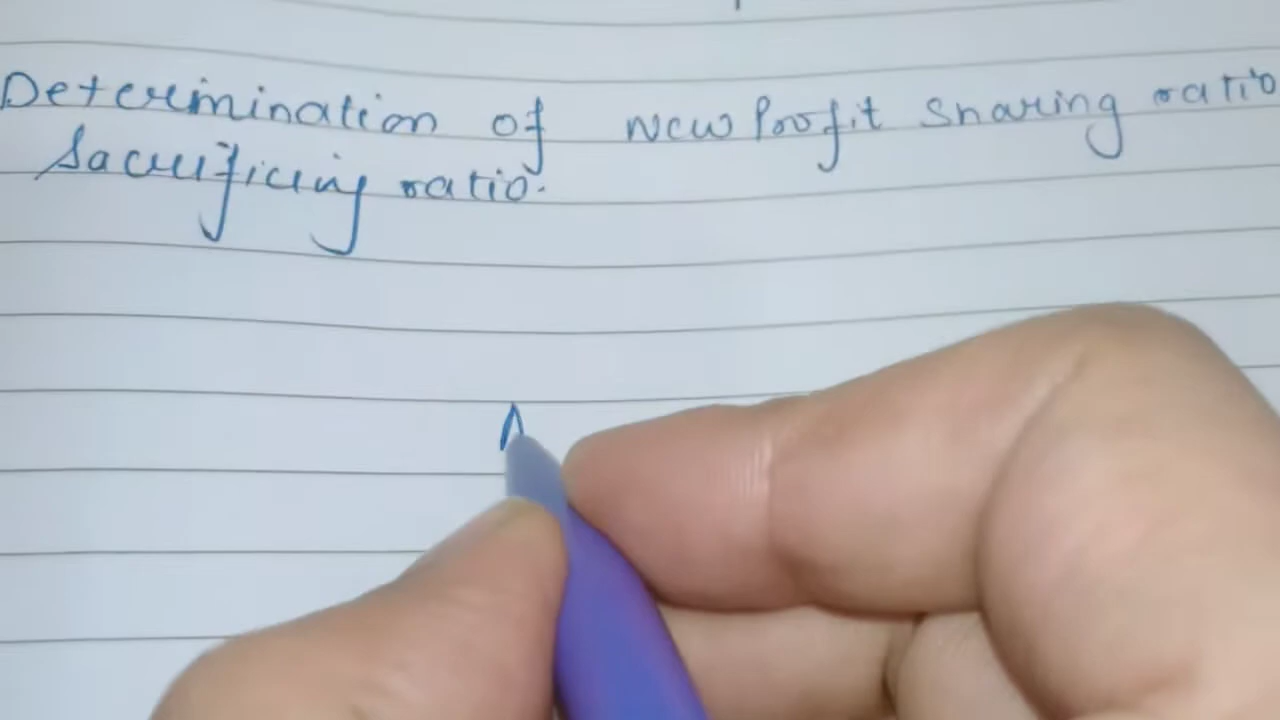 Determination of New Profit Sharing ratio
Sacrificing ratio.